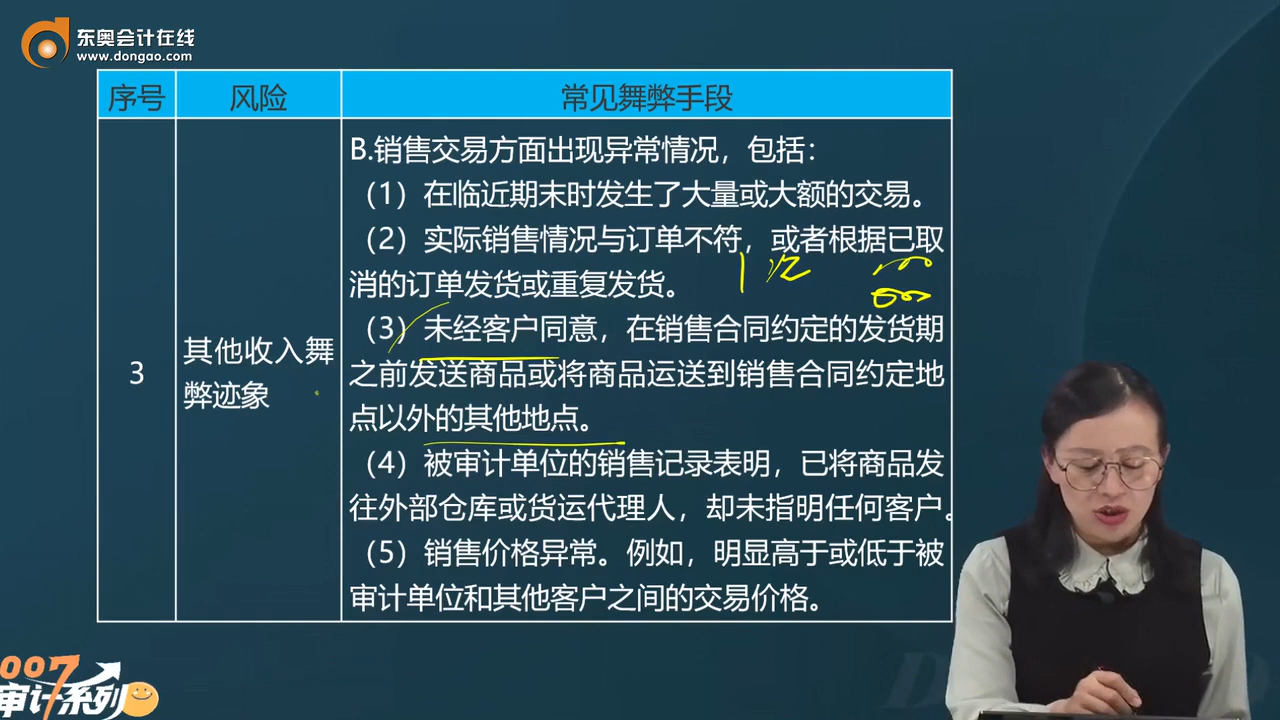 东奥会计在线
www.dongao.com
序号 风险 常见舞弊手段
B.销售交易方面出现异常情况，包括：
（1）在临近期末时发生了大量或大额的交易。
（2）实际销售情况与订单不符，或者根据已取
消的订单发货或重复发货。
（3）未经客户同意，在销售合同约定的发货期
之前发送商品或将商品运送到销售合同约定地
点以外的其他地点。
（4）被审计单位的销售记录表明，已将商品发
往外部仓库或货运代理人，却未指明任何客户。
（5）销售价格异常。例如，明显高于或低于被
审计单位和其他客户之间的交易价格。
3
其他收入舞
弊迹象
007
审计系列